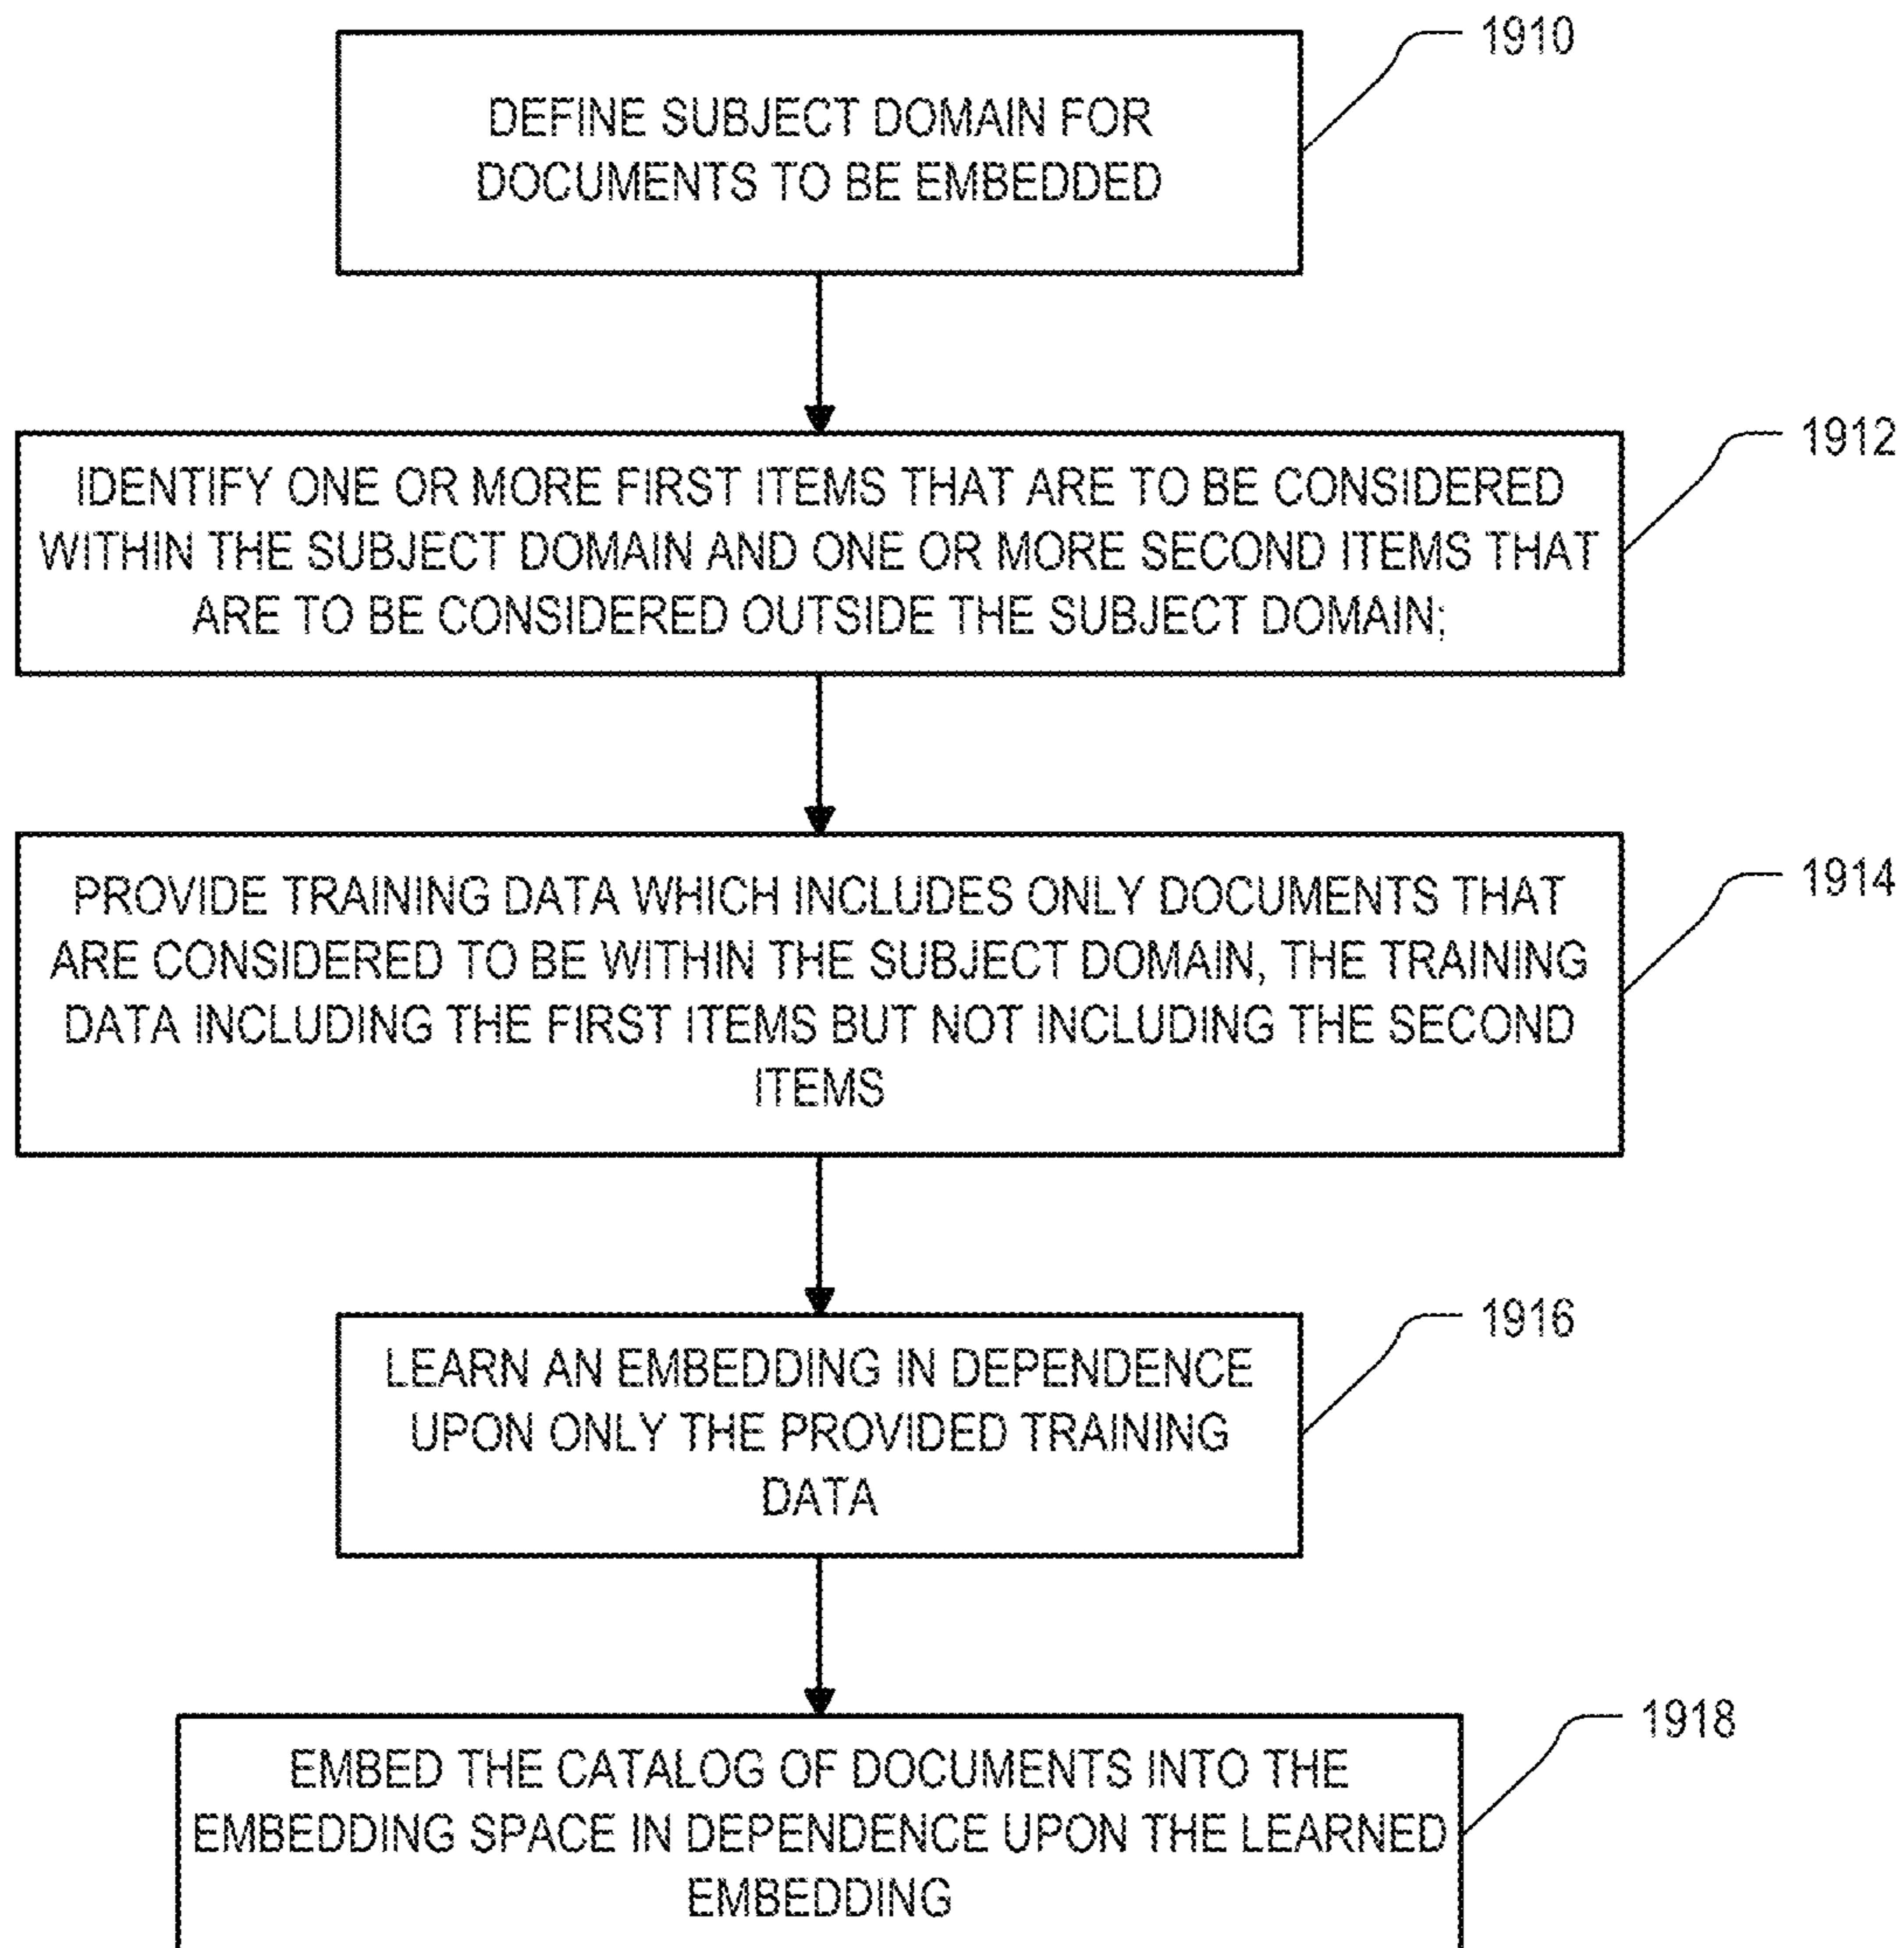 1910
DEFINE SUBJECT DOMAIN FOR
DOCUMENTS TO BE EMBEDDED
1912
IDENTIFY ONE OR MORE FIRST ITEMS THAT ARE TO BE CONSIDERED
WITHIN THE SUBJECT DOMAIN AND ONE OR MORE SECOND ITEMS THAT
ARE TO BE CONSIDERED OUTSIDE THE SUBJECT DOMAIN;
1914
PROVIDE TRAINING DATA WHICH INCLUDES ONLY DOCUMENTS THAT
ARE CONSIDERED TO BE WITHIN THE SUBJECT DOMAIN, THE TRAINING
DATA INCLUDING THE FIRST ITEMS BUT NOT INCLUDING THE SECOND
ITEMS
1916
LEARN AN EMBEDDING IN DEPENDENCE
UPON ONLY THE PROVIDED TRAINING
DATA
1918
EMBED THE CATALOG OF DOCUMENTS INTO THE
EMBEDDING SPACE IN DEPENDENCE UPON THE LEARNED
EMBEDDING